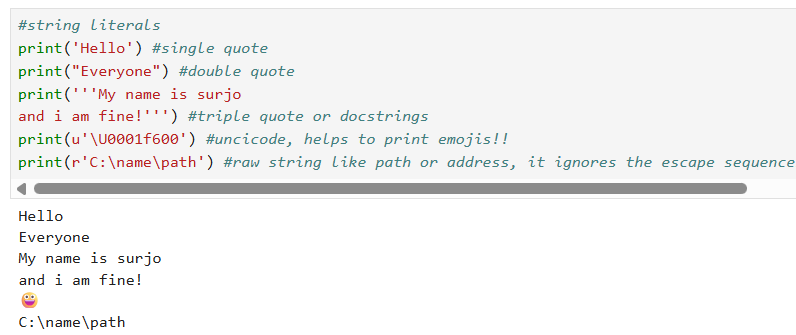 #string literals
print('Hello') #single quote
print("Everyone") #double quote
print('''My name is surjo
and i am fine!''') #triple quote or docstrings
print(u'\U0001f600') #uncicode, helps to print emojis!!
print(r'C:\name\path') #raw string like path or address, it ignores the escape sequence
Hello
Everyone
My name is surjo
and i am fine!
😀
C:\name\path